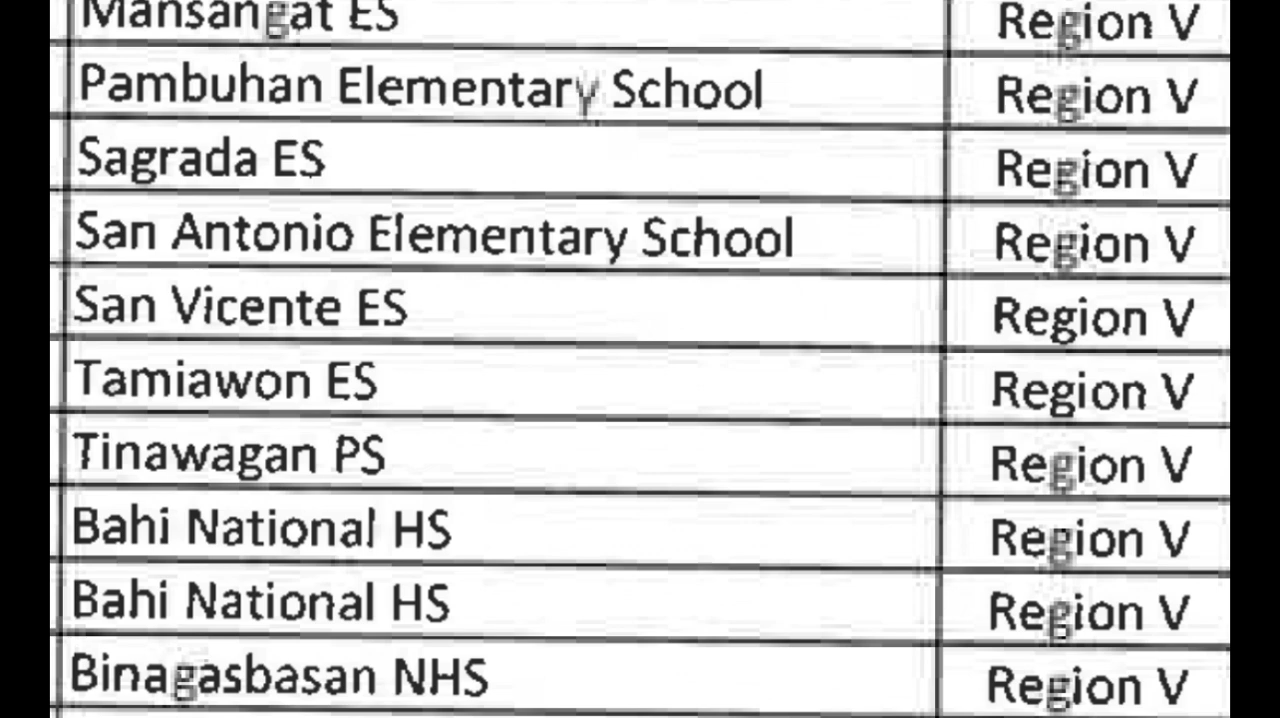 Mansangat ES Region V
Pambuhan Elementary School Region V
Sagrada ES Region V
San Antonio Elementary School Region V
San Vicente ES Region V
Tamiawon ES Region V
Tinawagan PS Region V
Bahi National HS Region V
Bahi National HS Region V
Binagasbasan NHS Region V